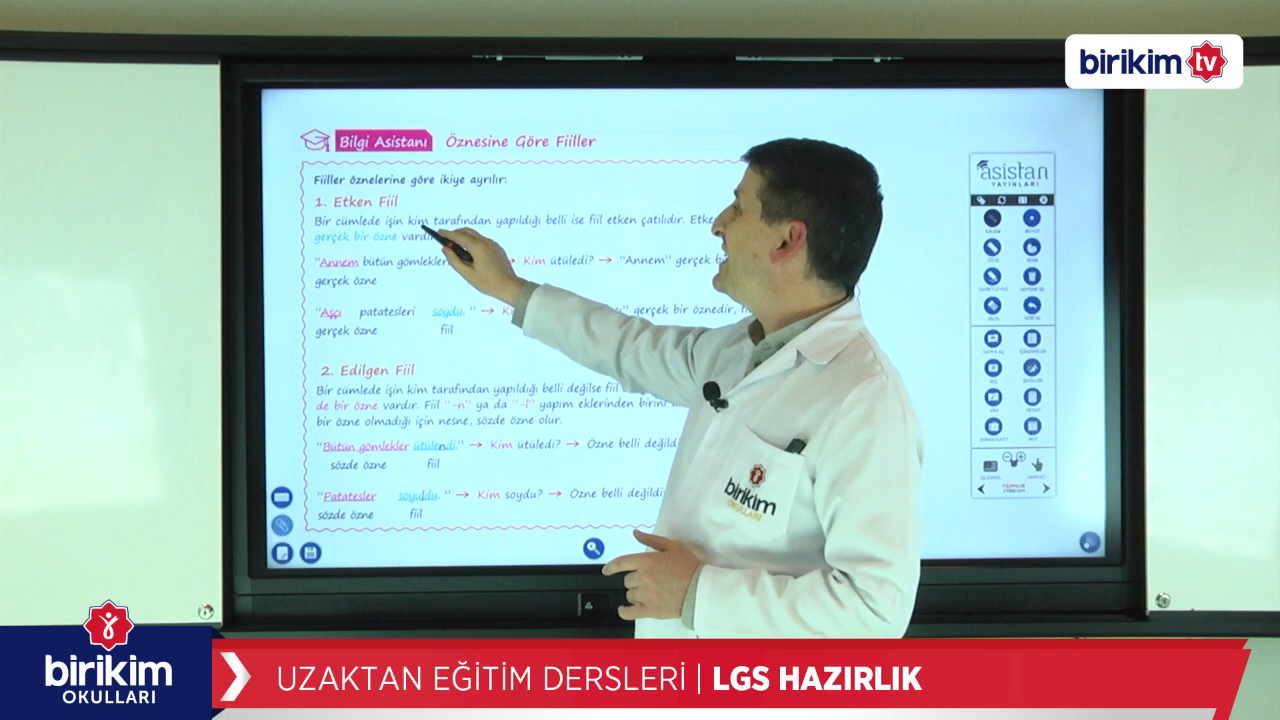 birikim tv
Bilgi Asistanı Öznesine Göre Fiiller
Fiiller öznelerine göre ikiye ayrılır:
1. Etken Fiil
Bir cümlede işin kim tarafından yapıldığı belli ise fiil etken çatılıdır. Etken
gerçek bir özne vardır
"Annem bütün gömlekleri → Kim ütüledi? → "Annem" gerçek
gerçek özne
"Aşçı patatesleri soydu." → gerçek bir öznedir,
gerçek özne fiil
2. Edilgen Fiil
Bir cümlede işin kim tarafından yapıldığı belli değilse fiil
de bir özne vardır. Fiil "-n" ya da "-l" yapım eklerinden birini
bir özne olmadığı için nesne, sözde özne olur.
"Bütün gömlekler ütülendi." → Kim ütüledi? → Özne belli değildi
sözde özne fiil
"Patatesler soyuldu." → Kim soydu? → Özne belli değildi
sözde özne fiil
asistan
YAYINLARI
birikim
OKULLARI
birikim
OKULLARI
UZAKTAN EĞİTİM DERSLERİ | LGS HAZIRLIK